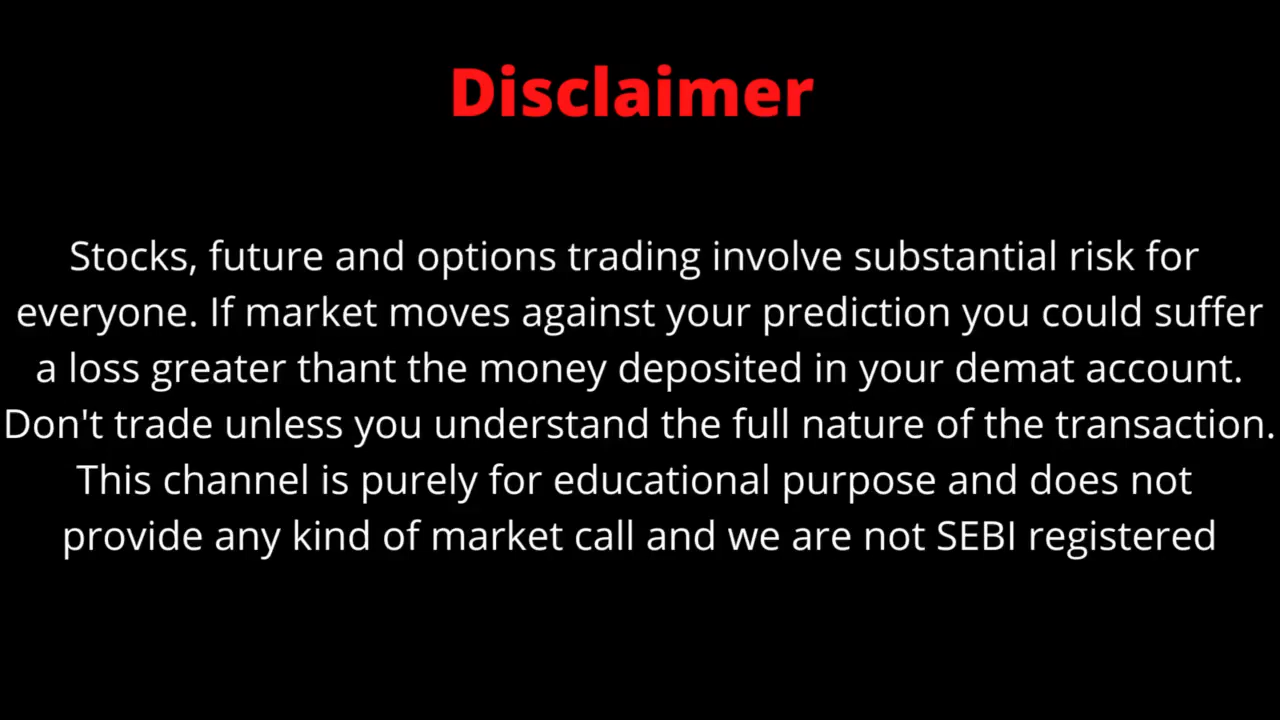 Disclaimer
Stocks, future and options trading involve substantial risk for
everyone. If market moves against your prediction you could suffer
a loss greater thant the money deposited in your demat account.
Don't trade unless you understand the full nature of the transaction.
This channel is purely for educational purpose and does not
provide any kind of market call and we are not SEBI registered